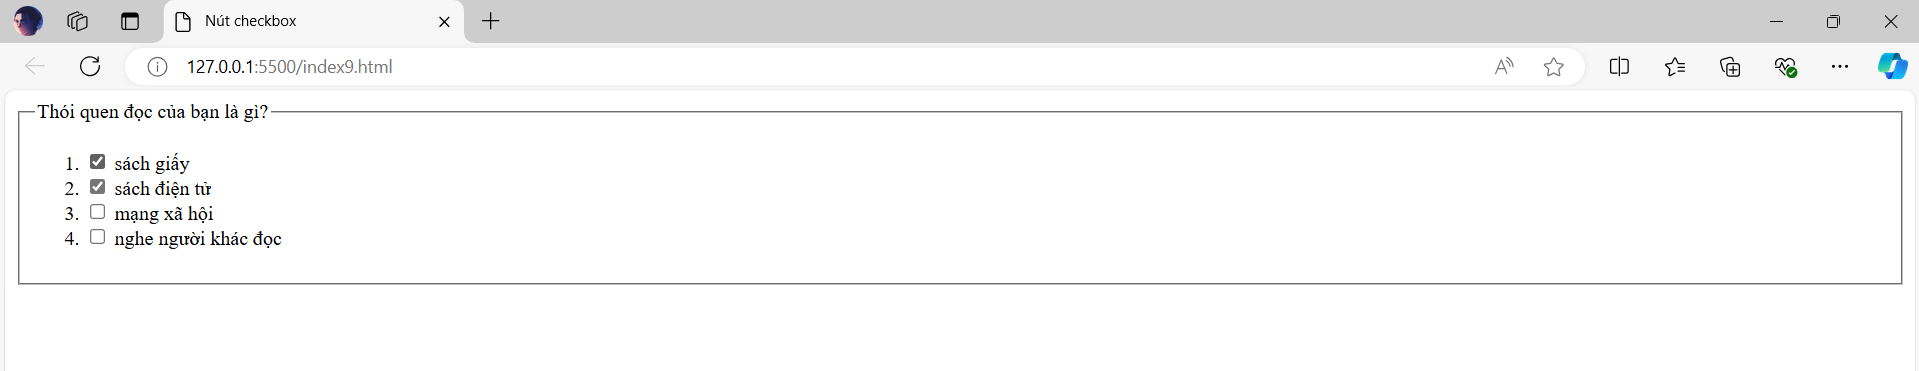 Nút checkbox
127.0.0.1:5500/index9.html
Thói quen đọc của bạn là gì?
1. sách giấy
2. sách điện tử
3. mạng xã hội
4. nghe người khác đọc